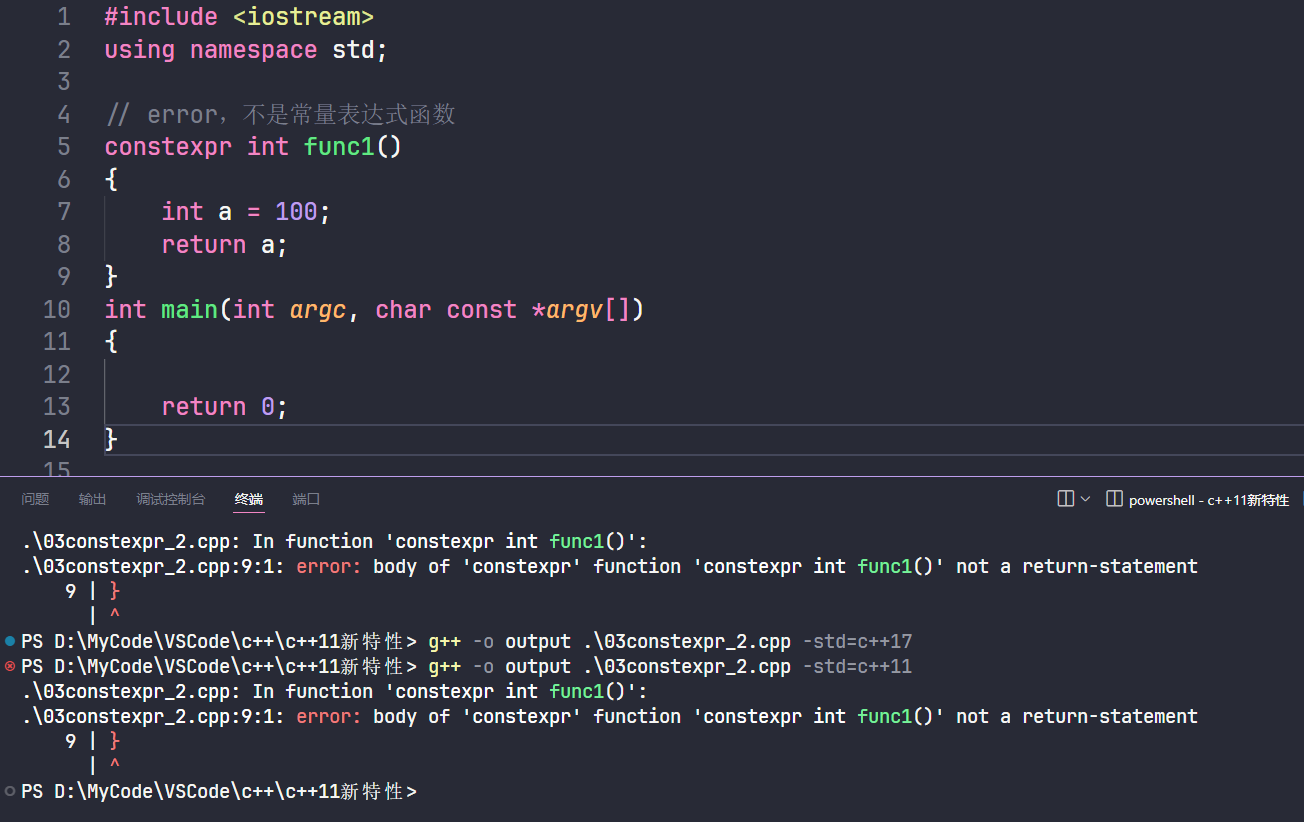 1 #include <iostream>
2 using namespace std;
3
4 // error，不是常量表达式函数
5 constexpr int func1()
6 {
7     int a = 100;
8     return a;
9 }
10 int main(int argc, char const *argv[])
11 {
12
13     return 0;
14 }
15
问题 输出 调试控制台 终端 端口 powershell - c++11新特性
.\03constexpr_2.cpp: In function 'constexpr int func1()':
.\03constexpr_2.cpp:9:1: error: body of 'constexpr' function 'constexpr int func1()' not a return-statement
    9 | }
      | ^
PS D:\MyCode\VSCode\c++\c++11新特性> g++ -o output .\03constexpr_2.cpp -std=c++17
PS D:\MyCode\VSCode\c++\c++11新特性> g++ -o output .\03constexpr_2.cpp -std=c++11
.\03constexpr_2.cpp: In function 'constexpr int func1()':
.\03constexpr_2.cpp:9:1: error: body of 'constexpr' function 'constexpr int func1()' not a return-statement
    9 | }
      | ^
PS D:\MyCode\VSCode\c++\c++11新特性>